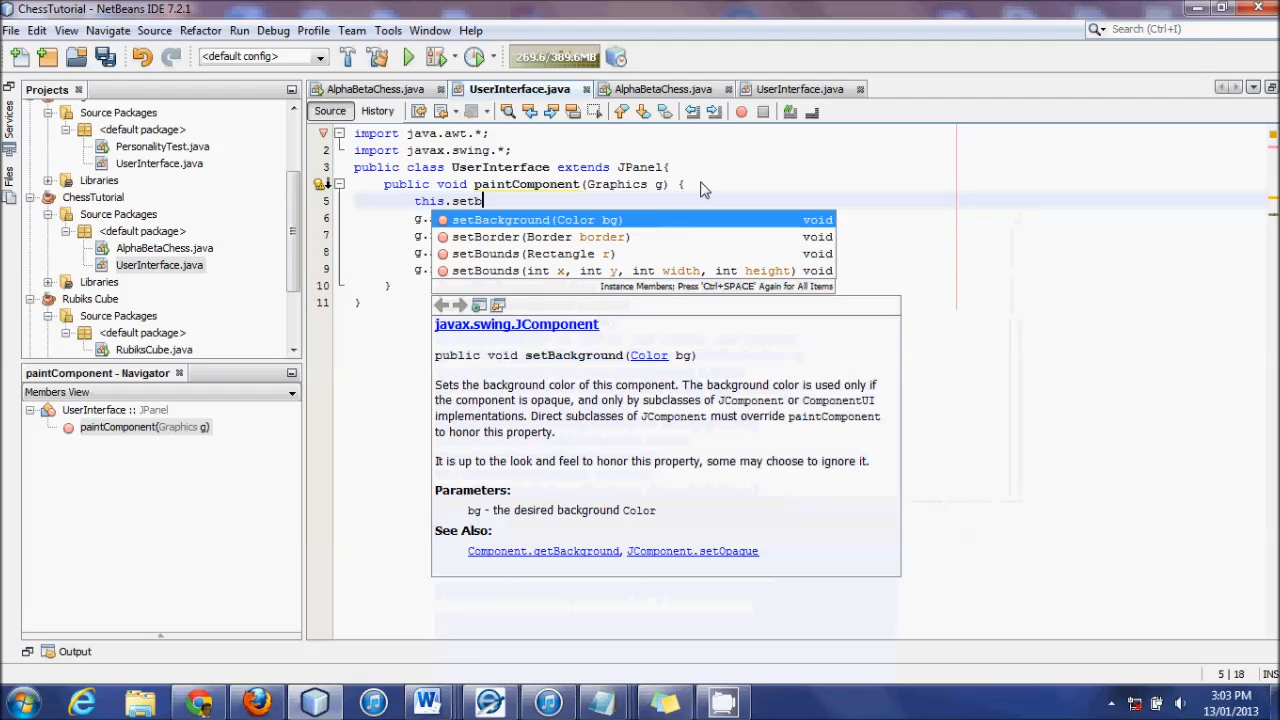 ChessTutorial - NetBeans IDE 7.2.1
File Edit View Navigate Source Refactor Run Debug Profile Team Tools Window Help
Search (Ctrl+I)
<default config>
269.6/389.6MB
Projects
AlphaBetaChess.java
UserInterface.java
AlphaBetaChess.java
UserInterface.java
Services
Files
Source Packages
<default package>
PersonalityTest.java
UserInterface.java
Libraries
ChessTutorial
Source Packages
<default package>
AlphaBetaChess.java
UserInterface.java
Libraries
Rubiks Cube
Source Packages
<default package>
RubiksCube.java
paintComponent - Navigator
Members View
UserInterface :: JPanel
paintComponent(Graphics g)
Source History
1 import java.awt.*;
2 import javax.swing.*;
3 public class UserInterface extends JPanel{
public void paintComponent(Graphics g) {
5 this.setb
6 g.
7 g.
8 g.
9 g.
10 }
11 }
setBackground(Color bg) void
setBorder(Border border) void
setBounds(Rectangle r) void
setBounds(int x, int y, int width, int height) void
Instance Members; Press 'Ctrl+SPACE' Again for All Items
javax.swing.JComponent
public void setBackground(Color bg)
Sets the background color of this component. The background color is used only if
the component is opaque, and only by subclasses of JComponent or ComponentUI
implementations. Direct subclasses of JComponent must override paintComponent
to honor this property.
It is up to the look and feel to honor this property, some may choose to ignore it.
Parameters:
bg - the desired background Color
See Also:
Component.getBackground, JComponent.setOpaque
Output
5 | 18 INS
3:03 PM
13/01/2013